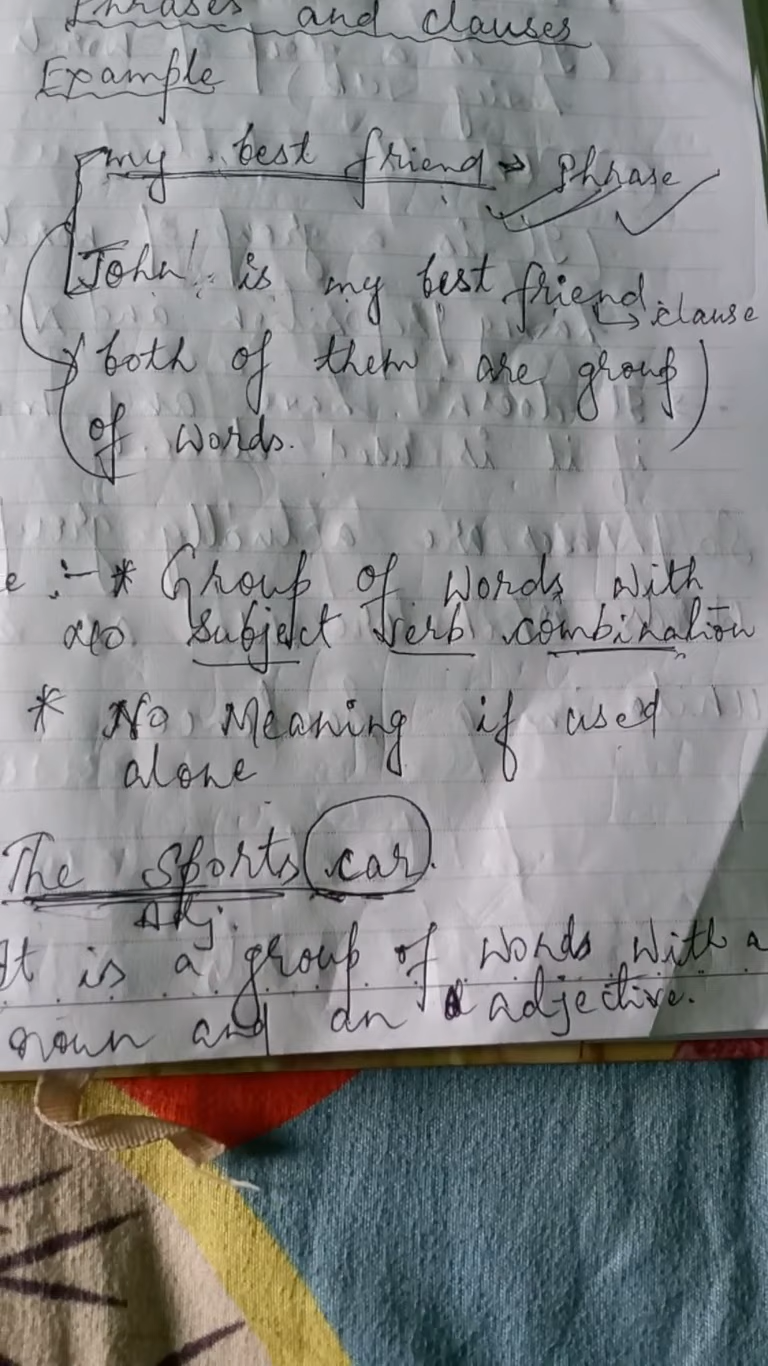 Phrases and clauses
Example
my best friend → Phrase
John is my best friend → clause
both of them are group
of words.
e :- * Group of words with
no subject verb combination
* No Meaning if used
alone
The sports car.
Adj.
It is a group of words with a
noun and an adjective.